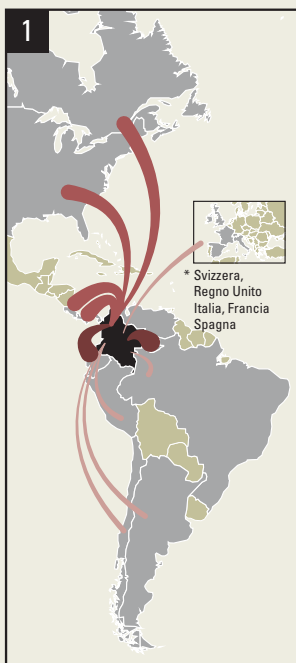 1
* Svizzera,
Regno Unito
Italia, Francia
Spagna